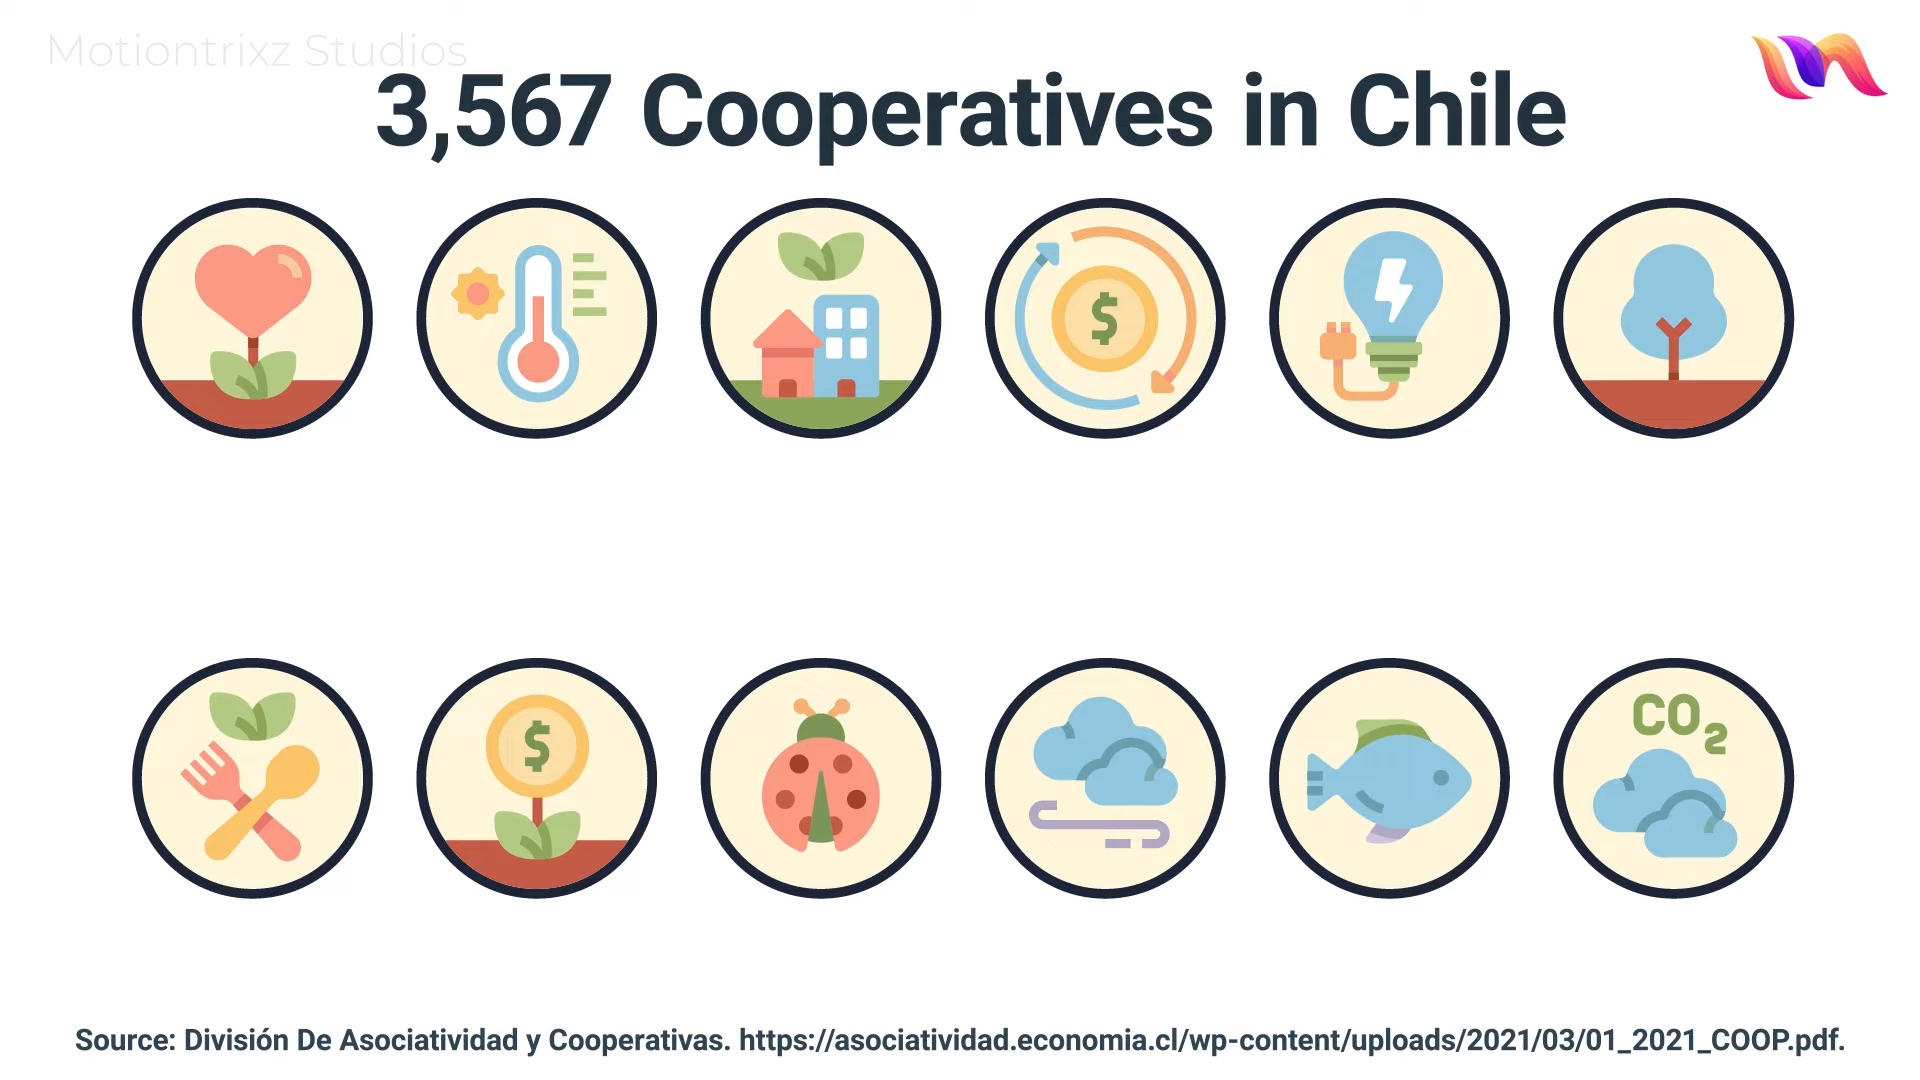 Motiontrixz Studios
3,567 Cooperatives in Chile
$
$
CO2
Source: División De Asociatividad y Cooperativas. https://asociatividad.economia.cl/wp-content/uploads/2021/03/01_2021_COOP.pdf.